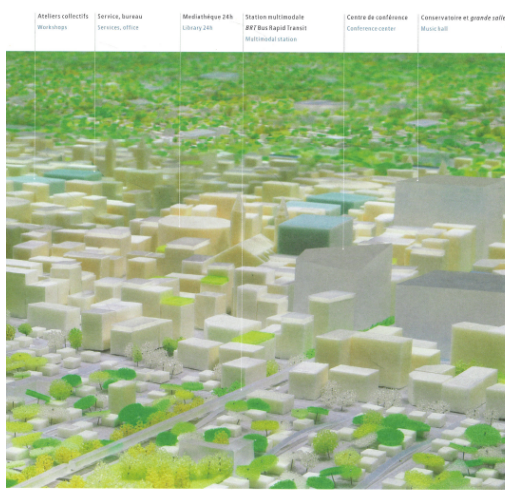 Ateliers collectifs
Workshops
Service, bureau
Services, office
Mediathèque 24h
Library 24h
Station multimodale
BRT Bus Rapid Transit
Multimodal station
Centre de conférence
Conference center
Conservatoire et grande salle
Music hall